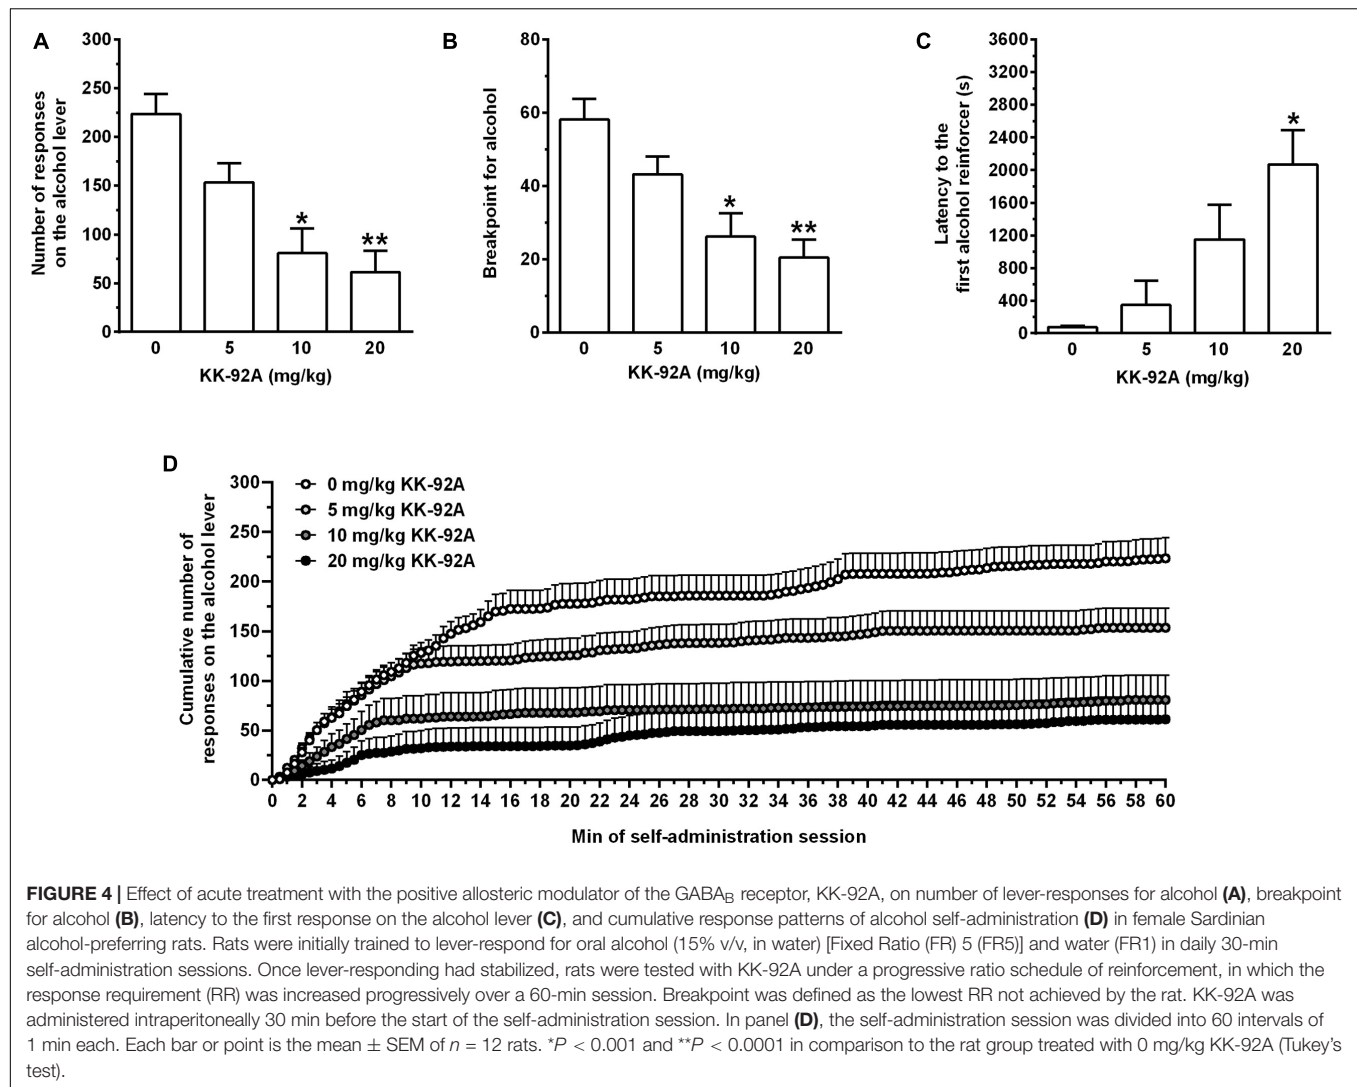 A
Number of responses
on the alcohol lever
300
250
200
150
100
50
0
*
**
0 5 10 20
KK-92A (mg/kg)
B
Breakpoint for alcohol
80
60
40
20
0
*
**
0 5 10 20
KK-92A (mg/kg)
C
Latency to the
first alcohol reinforcer (s)
3600
3200
2800
2400
2000
1600
1200
800
400
0
*
0 5 10 20
KK-92A (mg/kg)
D
Cumulative number of
responses on the alcohol lever
300
250
200
150
100
50
0
0 mg/kg KK-92A
5 mg/kg KK-92A
10 mg/kg KK-92A
20 mg/kg KK-92A
0 2 4 6 8 10 12 14 16 18 20 22 24 26 28 30 32 34 36 38 40 42 44 46 48 50 52 54 56 58 60
Min of self-administration session
FIGURE 4 | Effect of acute treatment with the positive allosteric modulator of the GABA_B receptor, KK-92A, on number of lever-responses for alcohol (A), breakpoint
for alcohol (B), latency to the first response on the alcohol lever (C), and cumulative response patterns of alcohol self-administration (D) in female Sardinian
alcohol-preferring rats. Rats were initially trained to lever-respond for oral alcohol (15% v/v, in water) [Fixed Ratio (FR) 5 (FR5)] and water (FR1) in daily 30-min
self-administration sessions. Once lever-responding had stabilized, rats were tested with KK-92A under a progressive ratio schedule of reinforcement, in which the
response requirement (RR) was increased progressively over a 60-min session. Breakpoint was defined as the lowest RR not achieved by the rat. KK-92A was
administered intraperitoneally 30 min before the start of the self-administration session. In panel (D), the self-administration session was divided into 60 intervals of
1 min each. Each bar or point is the mean ± SEM of n = 12 rats. *P < 0.001 and **P < 0.0001 in comparison to the rat group treated with 0 mg/kg KK-92A (Tukey's
test).